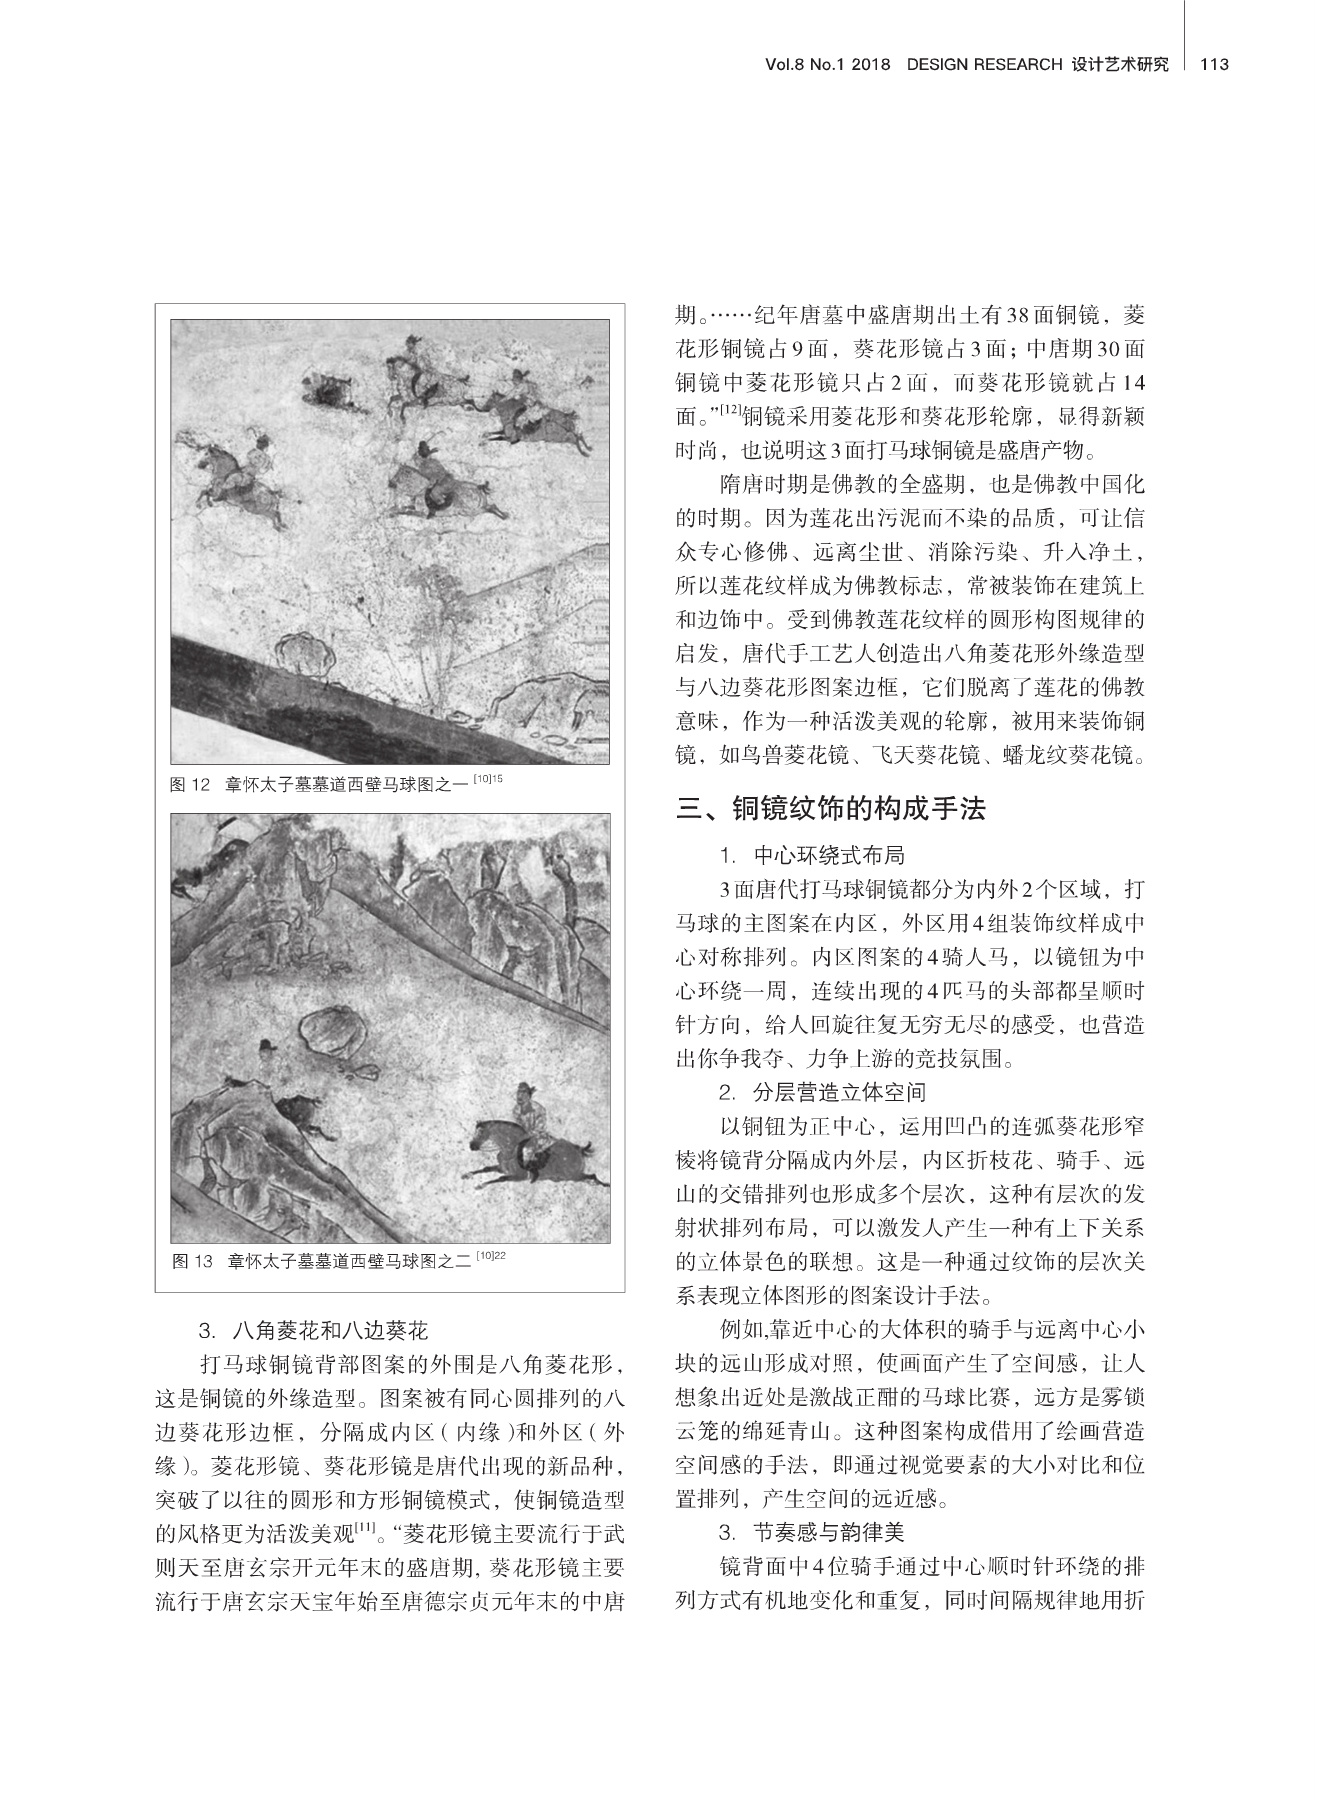 Vol.8 No.1 2018 DESIGN RESEARCH 设计艺术研究 113
图 12 章怀太子墓墓道西壁马球图之一 [10]15
图 13 章怀太子墓墓道西壁马球图之二 [10]22
3. 八角菱花和八边葵花
打马球铜镜背部图案的外围是八角菱花形，
这是铜镜的外缘造型。图案被有同心圆排列的八
边葵花形边框，分隔成内区（内缘）和外区（外
缘）。菱花形镜、葵花形镜是唐代出现的新品种，
突破了以往的圆形和方形铜镜模式，使铜镜造型
的风格更为活泼美观[11]。“菱花形镜主要流行于武
则天至唐玄宗开元年末的盛唐期, 葵花形镜主要
流行于唐玄宗天宝年始至唐德宗贞元年末的中唐
期。……纪年唐墓中盛唐期出土有38面铜镜，菱
花形铜镜占9面，葵花形镜占3面；中唐期30面
铜镜中菱花形镜只占2面，而葵花形镜就占14
面。”[12]铜镜采用菱花形和葵花形轮廓，显得新颖
时尚，也说明这3面打马球铜镜是盛唐产物。
隋唐时期是佛教的全盛期，也是佛教中国化
的时期。因为莲花出污泥而不染的品质，可让信
众专心修佛、远离尘世、消除污染、升入净土，
所以莲花纹样成为佛教标志，常被装饰在建筑上
和边饰中。受到佛教莲花纹样的圆形构图规律的
启发，唐代手工艺人创造出八角菱花形外缘造型
与八边葵花形图案边框，它们脱离了莲花的佛教
意味，作为一种活泼美观的轮廓，被用来装饰铜
镜，如鸟兽菱花镜、飞天葵花镜、蟠龙纹葵花镜。
三、铜镜纹饰的构成手法
1. 中心环绕式布局
3面唐代打马球铜镜都分为内外2个区域，打
马球的主图案在内区，外区用4组装饰纹样成中
心对称排列。内区图案的4骑人马，以镜钮为中
心环绕一周，连续出现的4匹马的头部都呈顺时
针方向，给人回旋往复无穷无尽的感受，也营造
出你争我夺、力争上游的竞技氛围。
2. 分层营造立体空间
以铜钮为正中心，运用凹凸的连弧葵花形窄
棱将镜背分隔成内外层，内区折枝花、骑手、远
山的交错排列也形成多个层次，这种有层次的发
射状排列布局，可以激发人产生一种有上下关系
的立体景色的联想。这是一种通过纹饰的层次关
系表现立体图形的图案设计手法。
例如,靠近中心的大体积的骑手与远离中心小
块的远山形成对照，使画面产生了空间感，让人
想象出近处是激战正酣的马球比赛，远方是雾锁
云笼的绵延青山。这种图案构成借用了绘画营造
空间感的手法，即通过视觉要素的大小对比和位
置排列，产生空间的远近感。
3. 节奏感与韵律美
镜背面中4位骑手通过中心顺时针环绕的排
列方式有机地变化和重复，同时间隔规律地用折